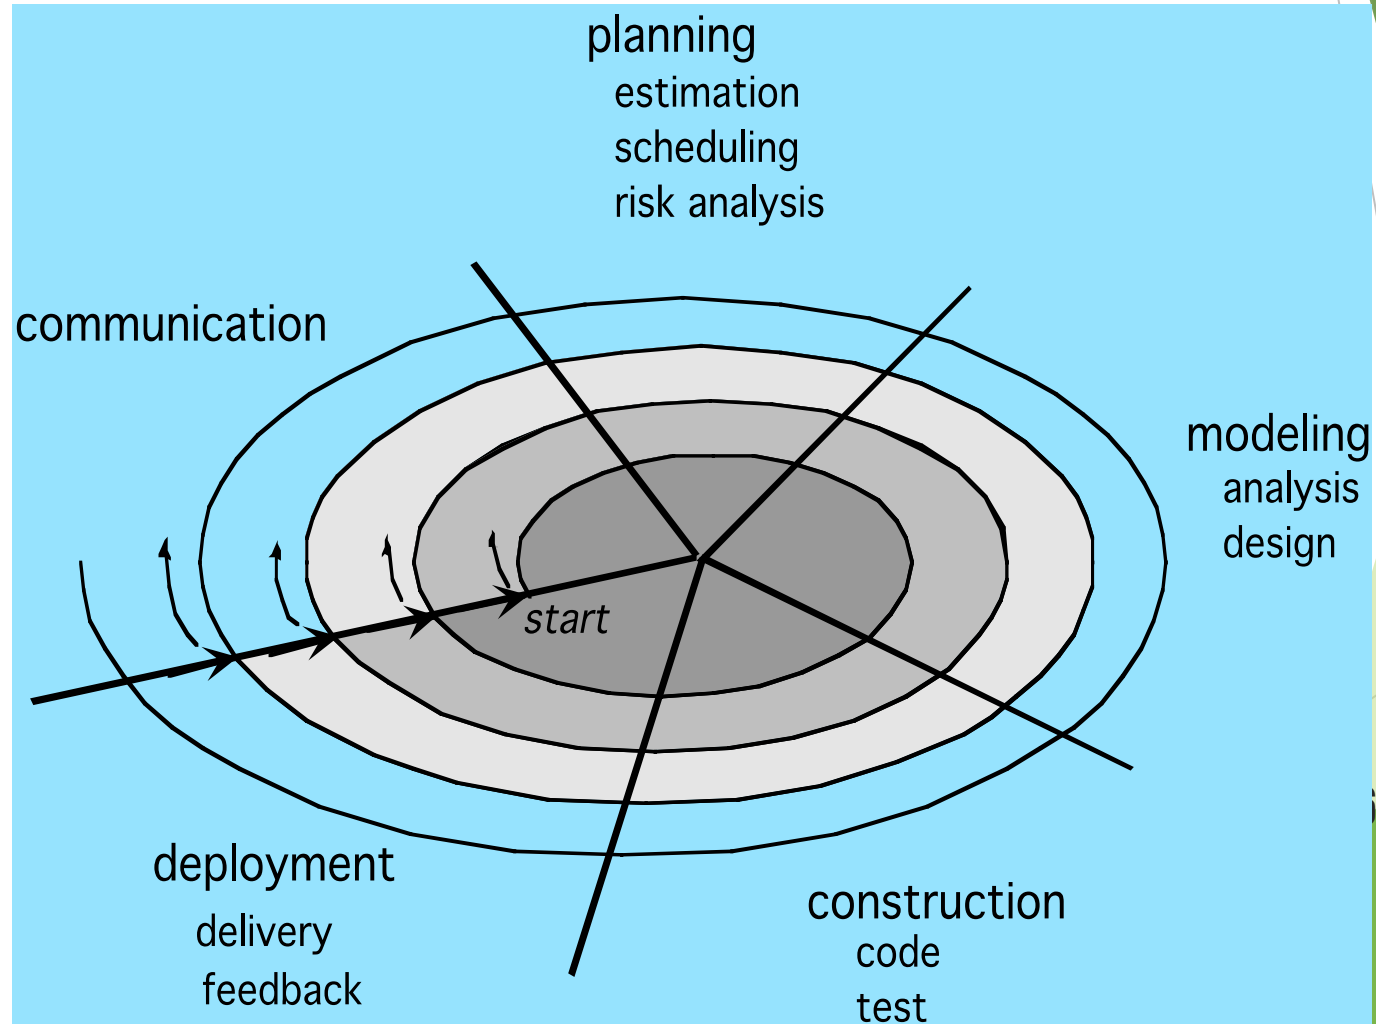 planning
estimation
scheduling
risk analysis
communication
modeling
analysis
design
start
deployment
delivery
feedback
construction
code
test